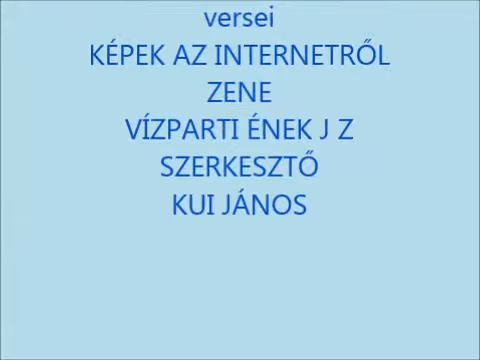 versei
KÉPEK AZ INTERNETRŐL
ZENE
VÍZPARTI ÉNEK J Z
SZERKESZTŐ
KUI JÁNOS